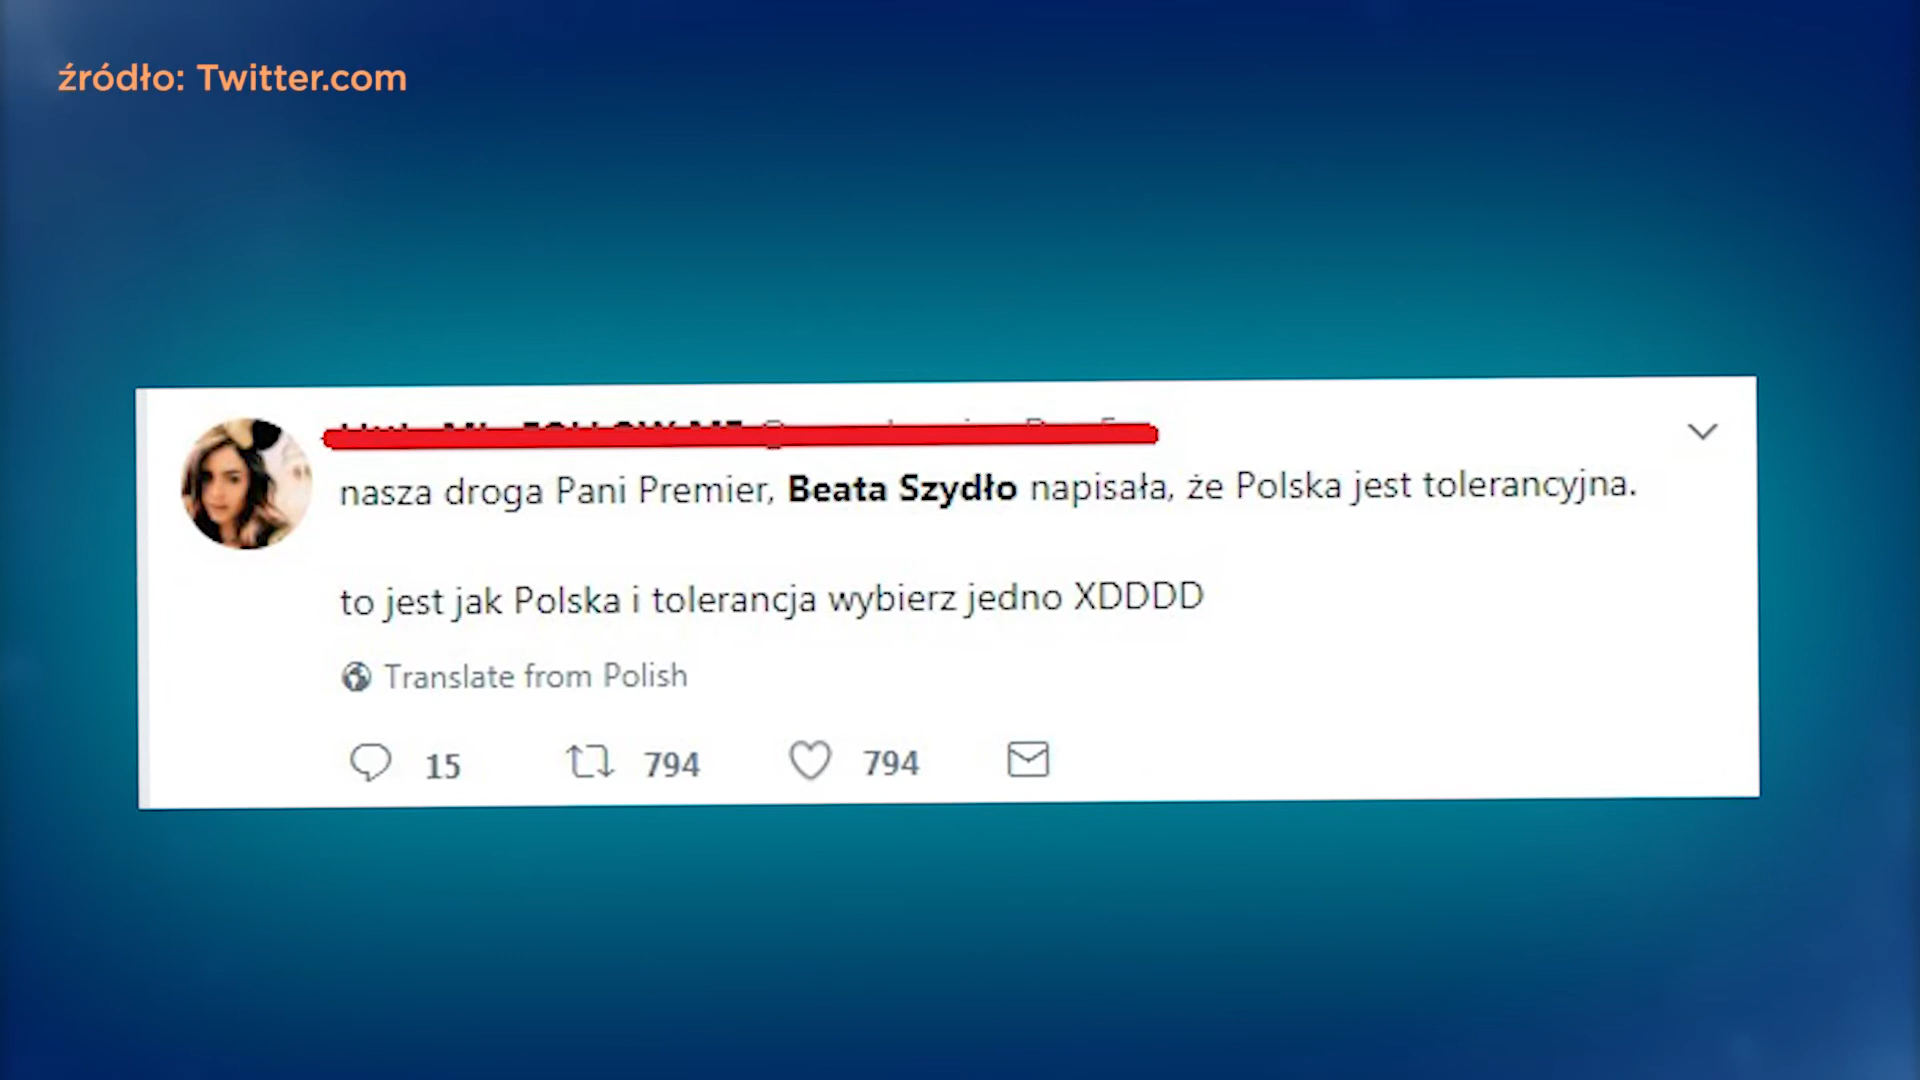 źródło: Twitter.com
nasza droga Pani Premier, Beata Szydło napisała, że Polska jest tolerancyjna.
to jest jak Polska i tolerancja wybierz jedno XDDDD
Translate from Polish
15 794 794